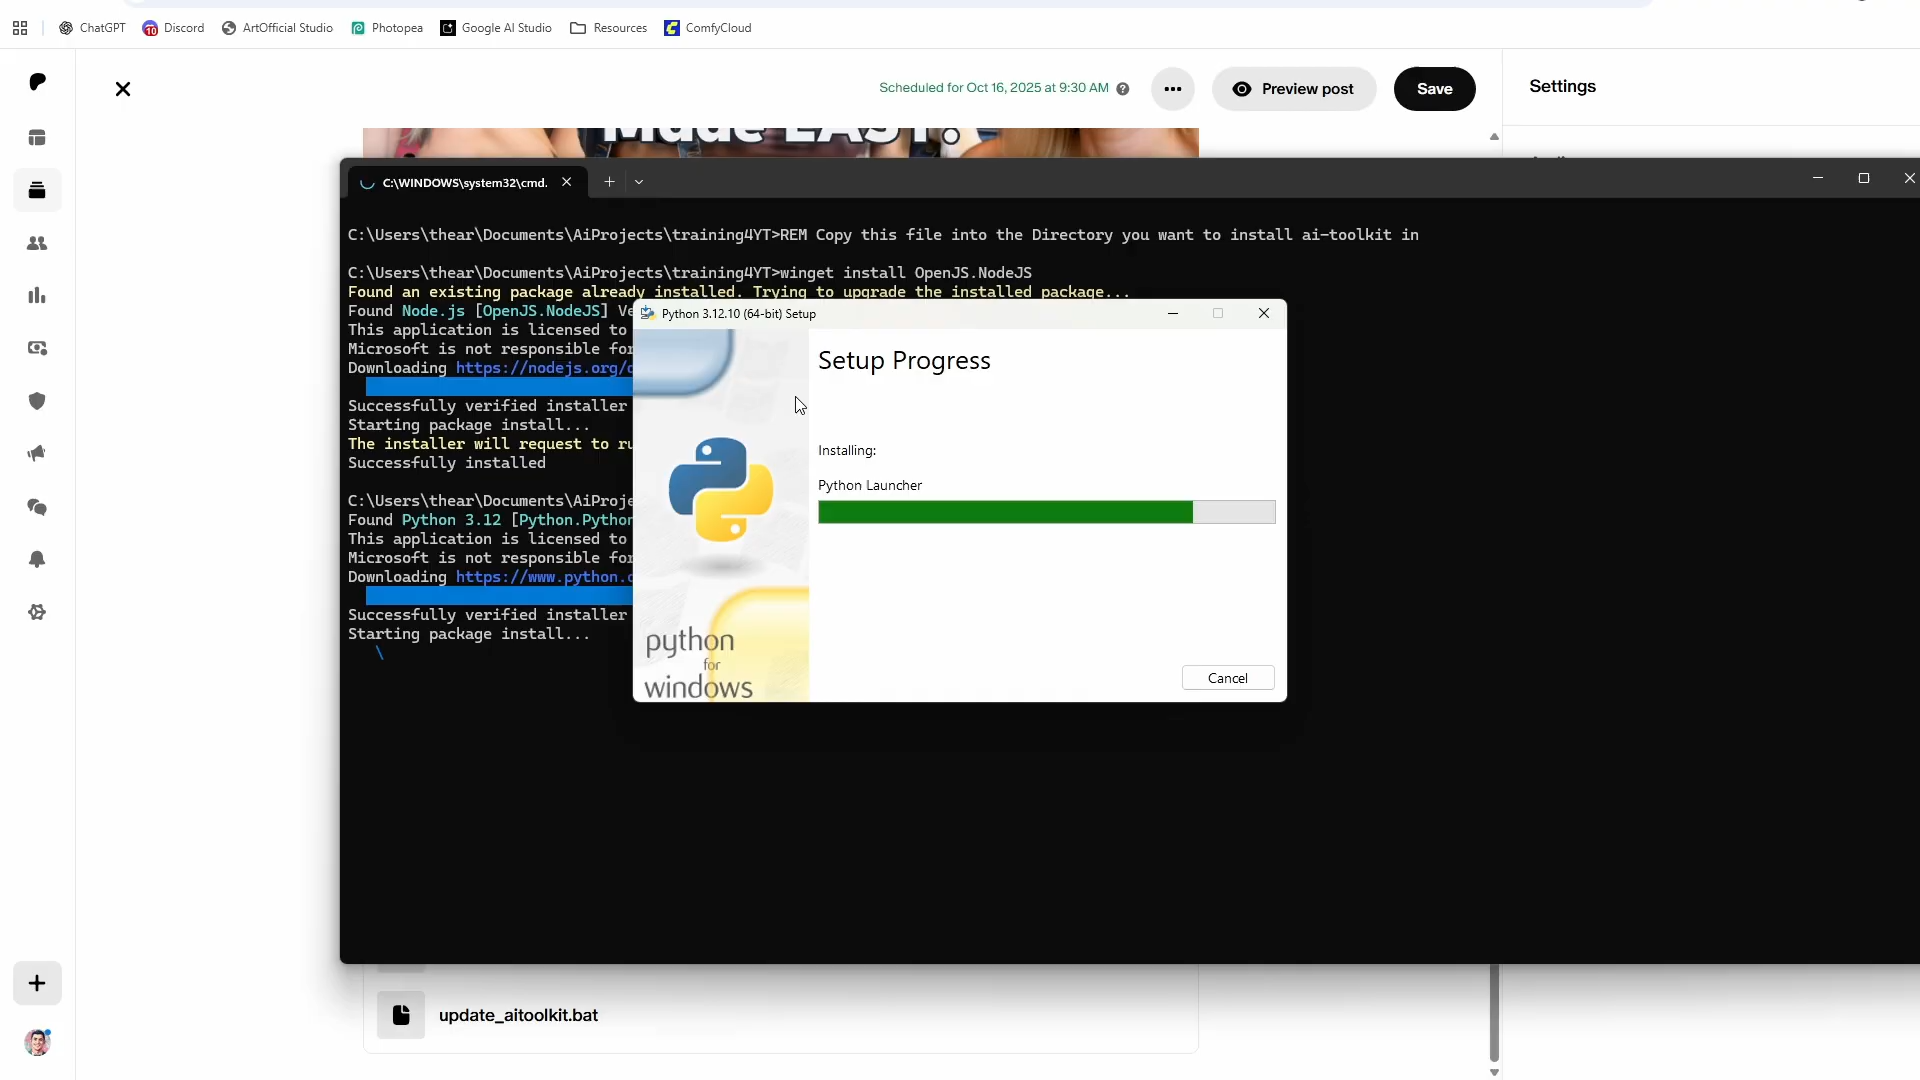 ChatGPT
10
Discord
ArtOfficial Studio
Photopea
Google AI Studio
Resources
ComfyCloud
Scheduled for Oct 16, 2025 at 9:30 AM
?
Preview post
Save
Settings
Made EASY!
C:\WINDOWS\system32\cmd.
C:\Users\thear\Documents\AiProjects\training4YT>REM Copy this file into the Directory you want to install ai-toolkit in
C:\Users\thear\Documents\AiProjects\training4YT>winget install OpenJS.NodeJS
Found an existing package already installed. Trying to upgrade the installed package...
Found Node.js [OpenJS.NodeJS] Ve
This application is licensed to
Microsoft is not responsible for
Downloading https://nodejs.org/d
Successfully verified installer
Starting package install...
The installer will request to ru
Successfully installed
C:\Users\thear\Documents\AiProje
Found Python 3.12 [Python.Python
This application is licensed to
Microsoft is not responsible for
Downloading https://www.python.o
Successfully verified installer
Starting package install...
\
Python 3.12.10 (64-bit) Setup
Setup Progress
Installing:
Python Launcher
python
for
windows
Cancel
update_aitoolkit.bat